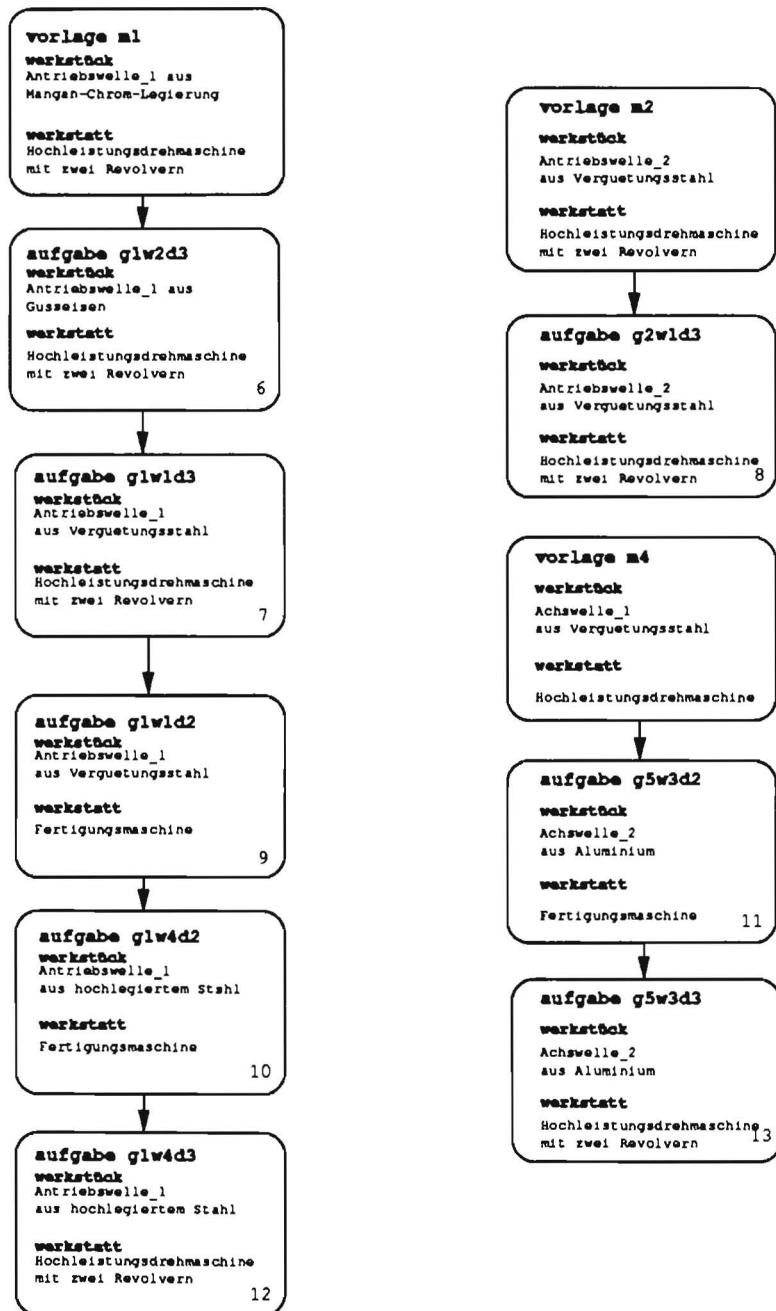 vorlage m1
werkstück
Antriebswelle_1 aus
Mangan-Chrom-Legierung
werkstatt
Hochleistungsdrehmaschine
mit zwei Revolvern
aufgabe g1w2d3
werkstück
Antriebswelle_1 aus
Gusseisen
werkstatt
Hochleistungsdrehmaschine
mit zwei Revolvern
6
aufgabe g1w1d3
werkstück
Antriebswelle_1
aus Verguetungsstahl
werkstatt
Hochleistungsdrehmaschine
mit zwei Revolvern
7
aufgabe g1w1d2
werkstück
Antriebswelle_1
aus Verguetungsstahl
werkstatt
Fertigungsmaschine
9
aufgabe g1w4d2
werkstück
Antriebswelle_1
aus hochlegiertem Stahl
werkstatt
Fertigungsmaschine
10
aufgabe g1w4d3
werkstück
Antriebswelle_1
aus hochlegiertem Stahl
werkstatt
Hochleistungsdrehmaschine
mit zwei Revolvern
12
vorlage m2
werkstück
Antriebswelle_2
aus Verguetungsstahl
werkstatt
Hochleistungsdrehmaschine
mit zwei Revolvern
aufgabe g2w1d3
werkstück
Antriebswelle_2
aus Verguetungsstahl
werkstatt
Hochleistungsdrehmaschine
mit zwei Revolvern
8
vorlage m4
werkstück
Achswelle_1
aus Verguetungsstahl
werkstatt
Hochleistungsdrehmaschine
aufgabe g5w3d2
werkstück
Achswelle_2
aus Aluminium
werkstatt
Fertigungsmaschine
11
aufgabe g5w3d3
werkstück
Achswelle_2
aus Aluminium
werkstatt
Hochleistungsdrehmaschine
mit zwei Revolvern
13